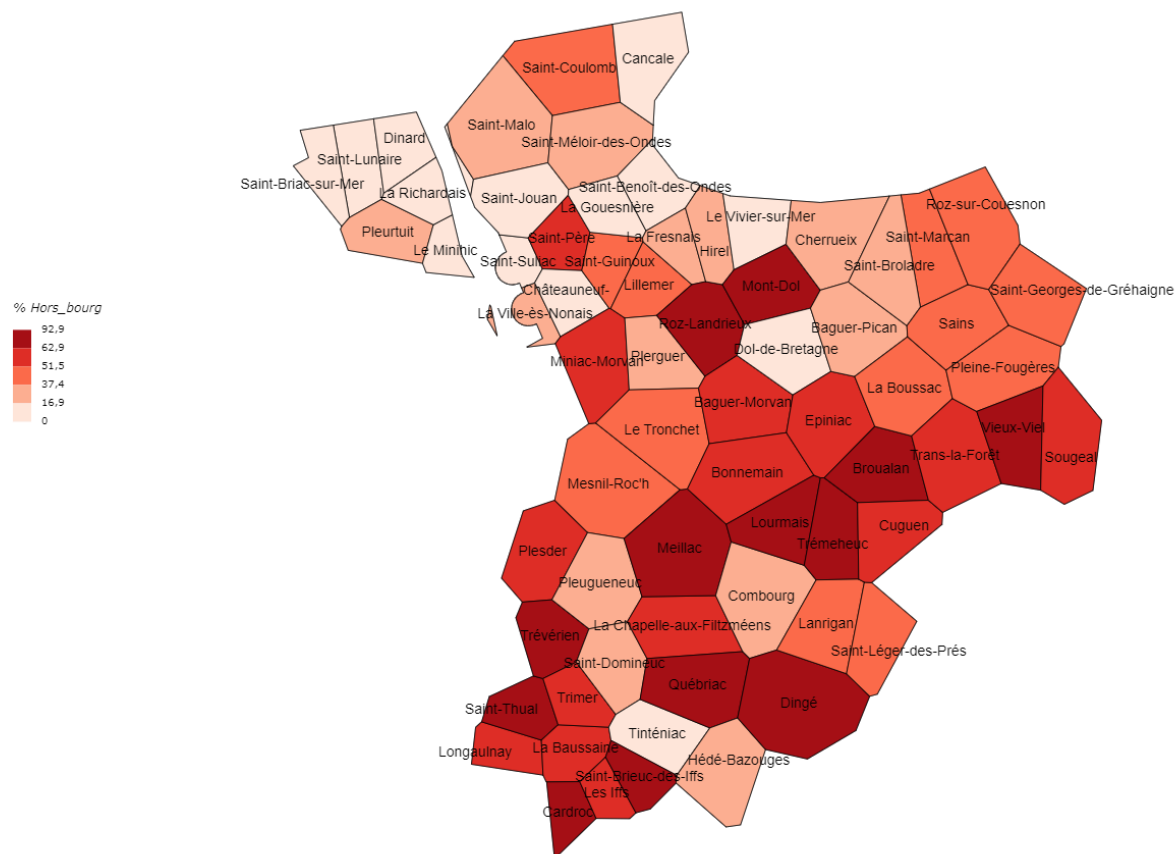 Cancale
Saint-Coulomb
Saint-Malo
Saint-Méloir-des-Ondes
Dinard
Saint-Lunaire
Saint-Briac-sur-Mer
La Richardais
Saint-Benoît-des-Ondes
Saint-Jouan
La Gouesnière
Roz-sur-Couesnon
Le Vivier-sur-Mer
Pleurtuit
La Fresnais
Saint-Père
Saint-Marcan
Cherrueix
Le Minihic
Hirel
Saint-Suliac
Saint-Guinoux
Saint-Broladre
Lillemer
Mont-Dol
Châteauneuf-
Saint-Georges-de-Gréhaigne
% Hors_bourg
92,9
62,9
51,5
37,4
16,9
0
La Ville-ès-Nonais
Roz-Landrieux
Baguer-Pican
Sains
Dol-de-Bretagne
Plerguer
Miniac-Morvan
Pleine-Fougères
La Boussac
Baguer-Morvan
Epiniac
Le Tronchet
Vieux-Viel
Trans-la-Forêt
Sougeal
Broualan
Bonnemain
Mesnil-Roc'h
Lourmais
Cuguen
Trémeheuc
Meillac
Plesder
Pleugueneuc
Combourg
La Chapelle-aux-Filtzméens
Lanrigan
Trévérien
Saint-Léger-des-Prés
Saint-Domineuc
Québriac
Trimer
Dingé
Saint-Thual
Tinténiac
La Baussaine
Longaulnay
Hédé-Bazouges
Saint-Brieuc-des-Iffs
Les Iffs
Cardroc